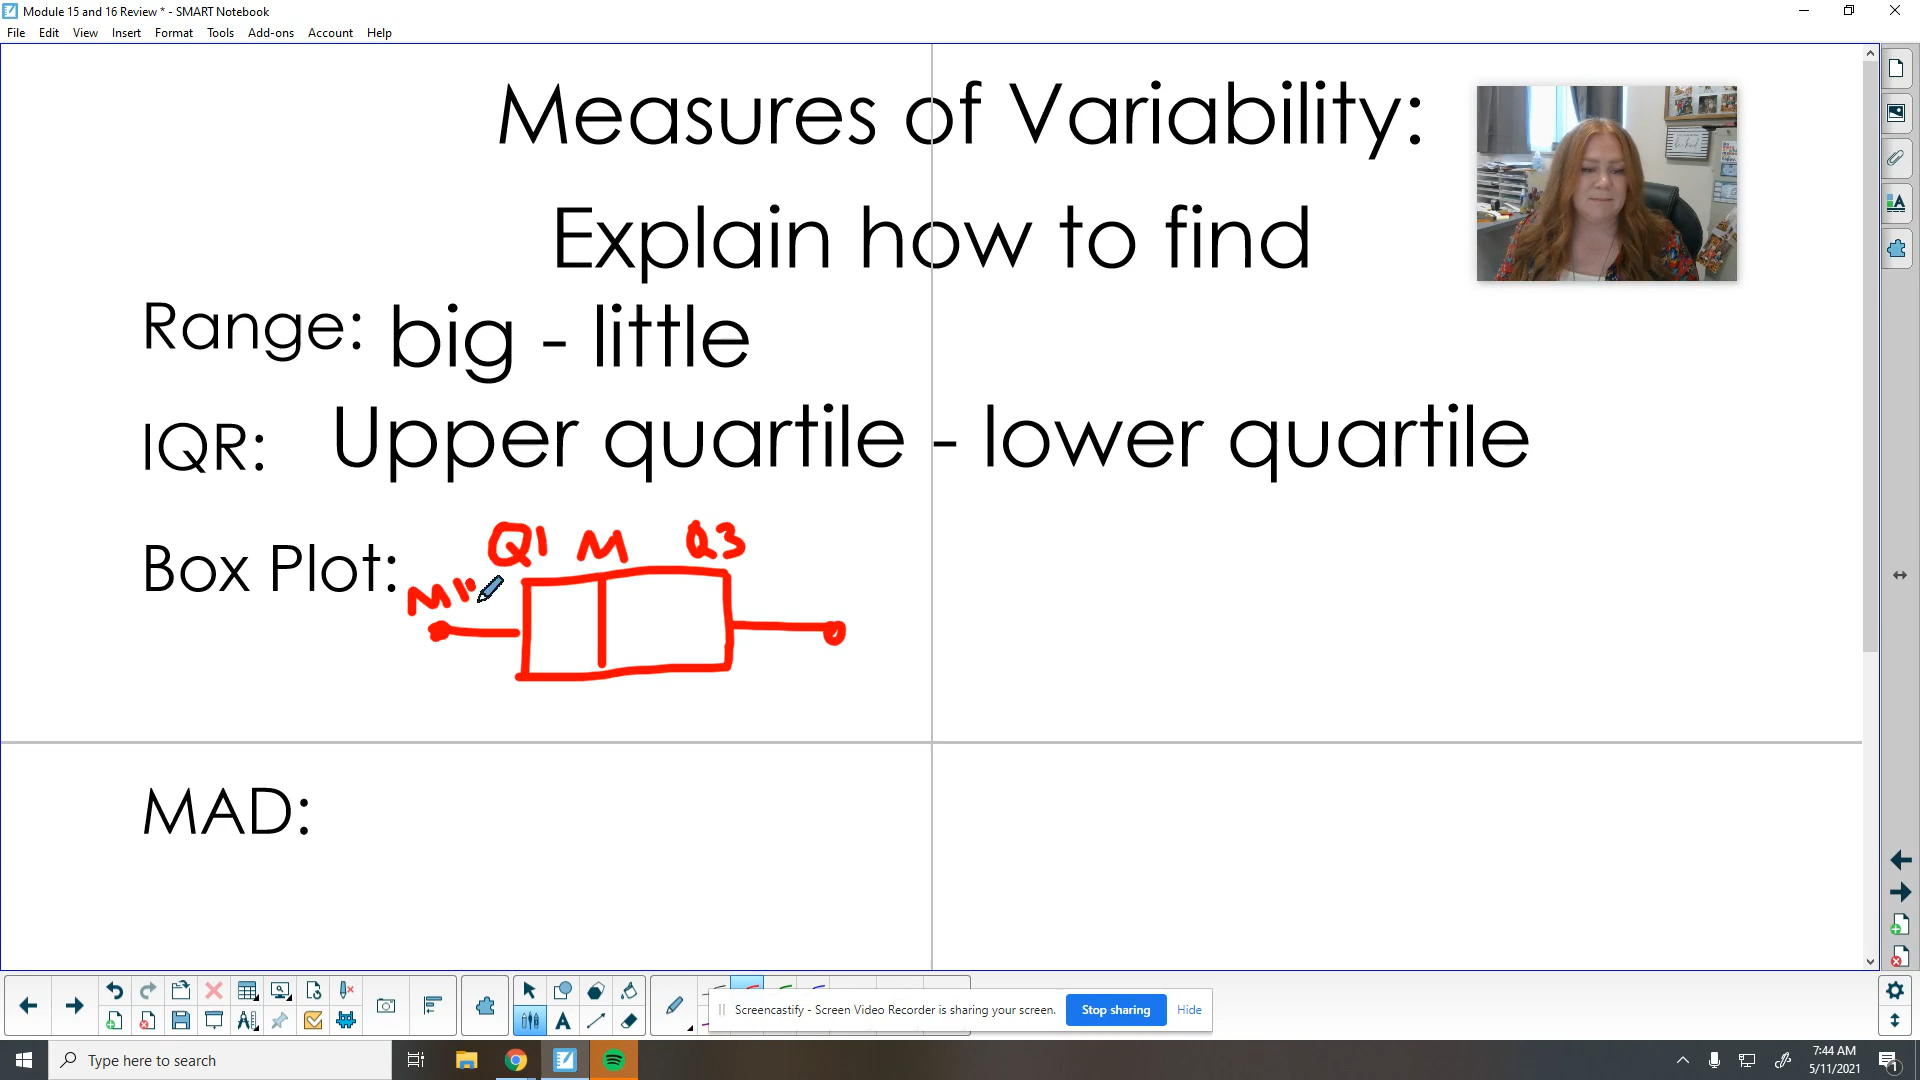 Module 15 and 16 Review * - SMART Notebook
File Edit View Insert Format Tools Add-ons Account Help
Measures of Variability:
Explain how to find
Range: big - little
IQR: Upper quartile - lower quartile
Q1 M Q3
Box Plot:
MAD:
Screencastify - Screen Video Recorder is sharing your screen. Stop sharing Hide
Type here to search
7:44 AM
5/11/2021